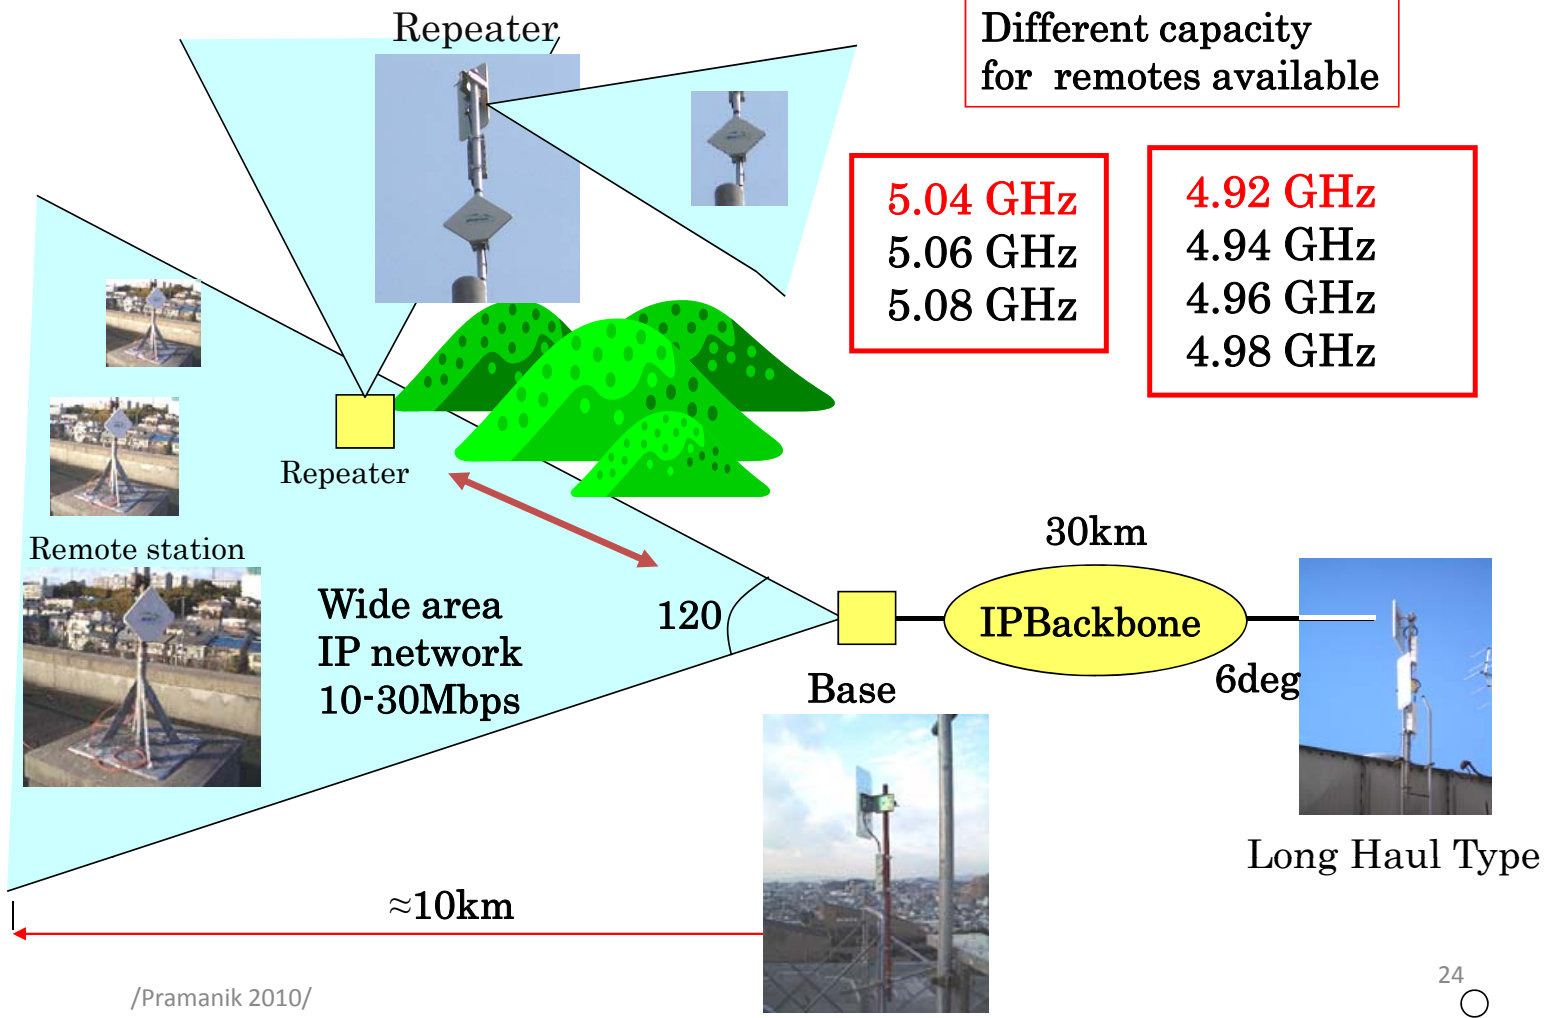 Repeater
Different capacity
for remotes available
5.04 GHz
5.06 GHz
5.08 GHz
4.92 GHz
4.94 GHz
4.96 GHz
4.98 GHz
Repeater
Remote station
Wide area
IP network
10-30Mbps
120
30km
IPBackbone
6deg
Base
Long Haul Type
≈10km
/Pramanik 2010/
24